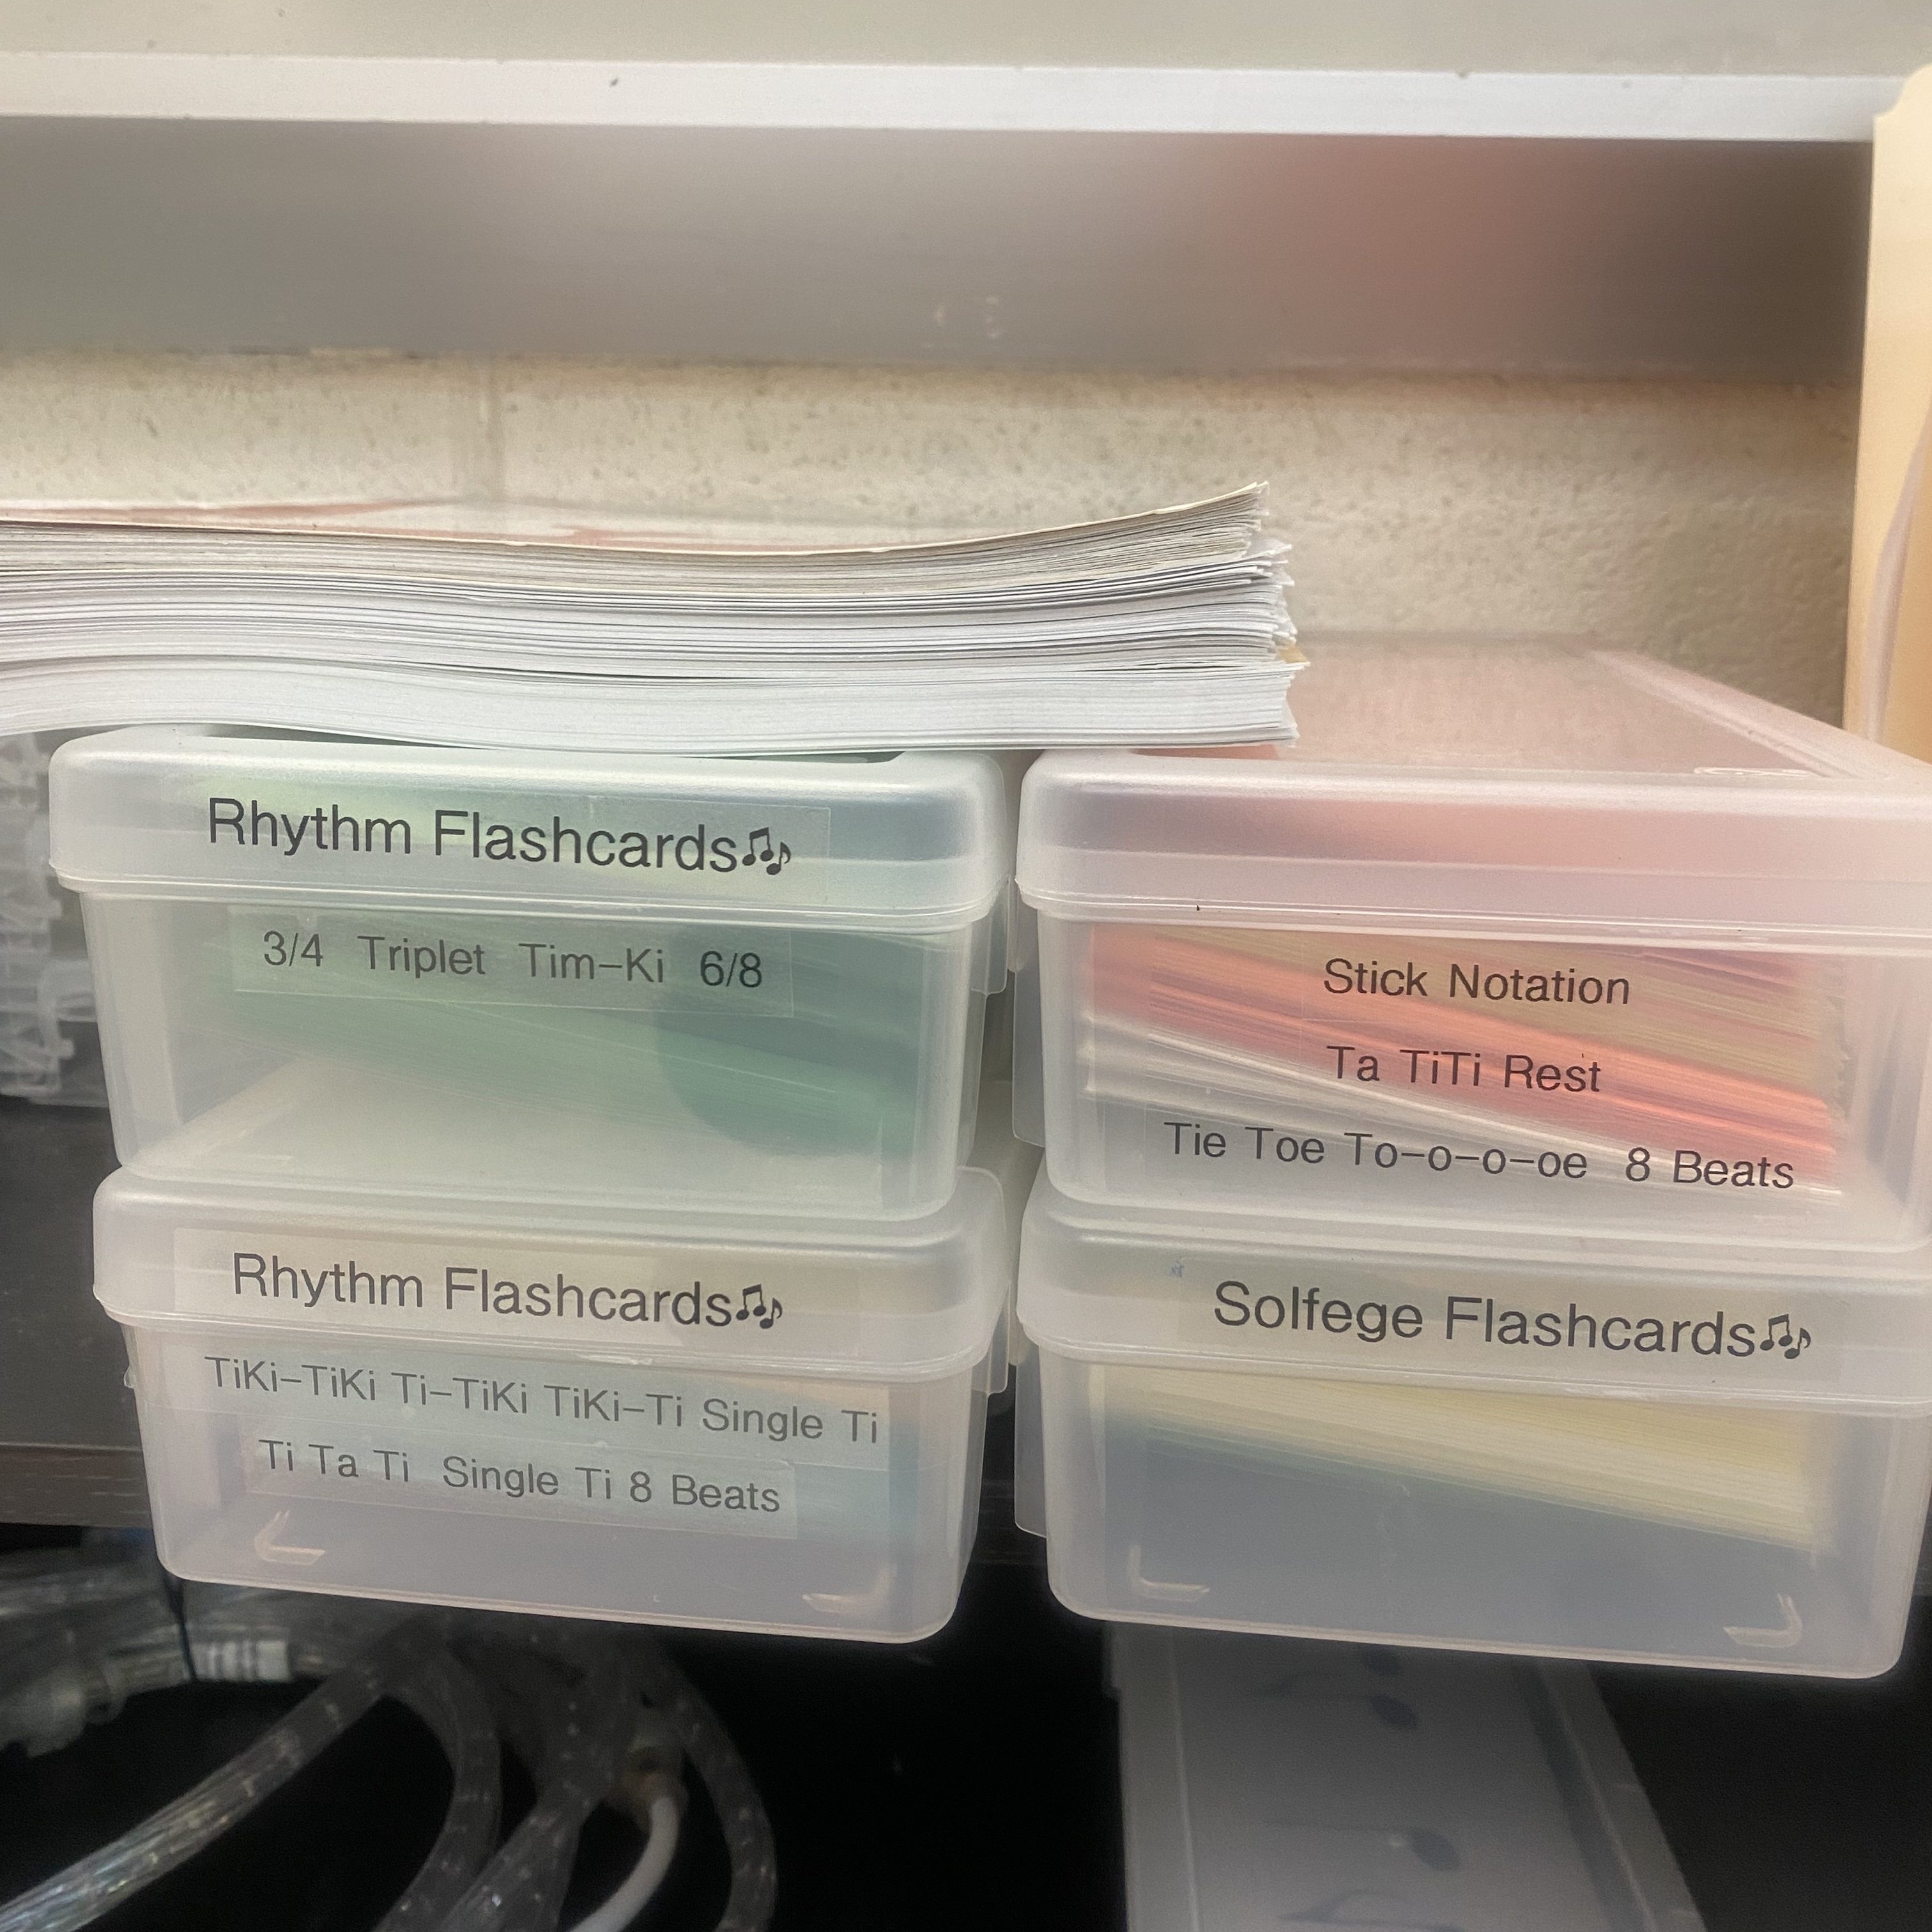 Rhythm Flashcards🎶
3/4 Triplet Tim-Ki 6/8
Stick Notation
Ta TiTi Rest
Tie Toe To-o-o-oe 8 Beats
Rhythm Flashcards🎶
TiKi-TiKi Ti-TiKi TiKi-Ti Single Ti
Ti Ta Ti Single Ti 8 Beats
Solfege Flashcards🎶